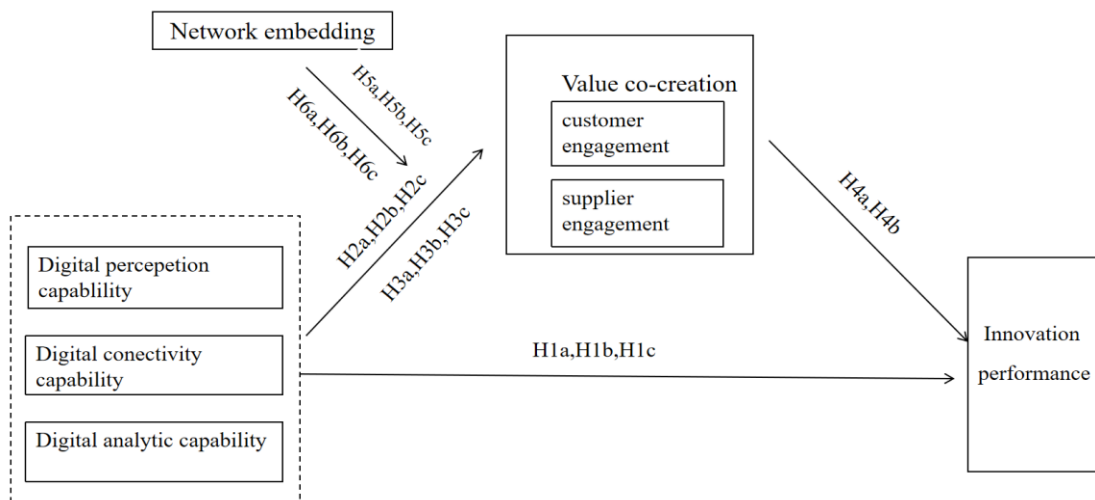 Network embedding
H5a,H5b,H5c
H6a,H6b,H6c
Value co-creation
customer
engagement
supplier
engagement
H2a,H2b,H2c
H3a,H3b,H3c
H4a,H4b
Digital percepetion
capablility
Digital conectivity
capability
Digital analytic capability
H1a,H1b,H1c
Innovation
performance